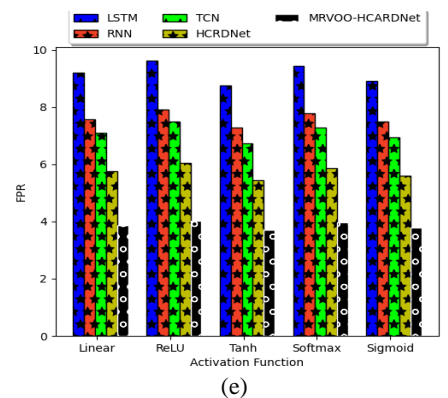 LSTM TCN MRVOO-HCARDNet
RNN HCRDNet
10
8
6
4
2
0
FPR
Linear ReLU Tanh Softmax Sigmoid
Activation Function
(e)